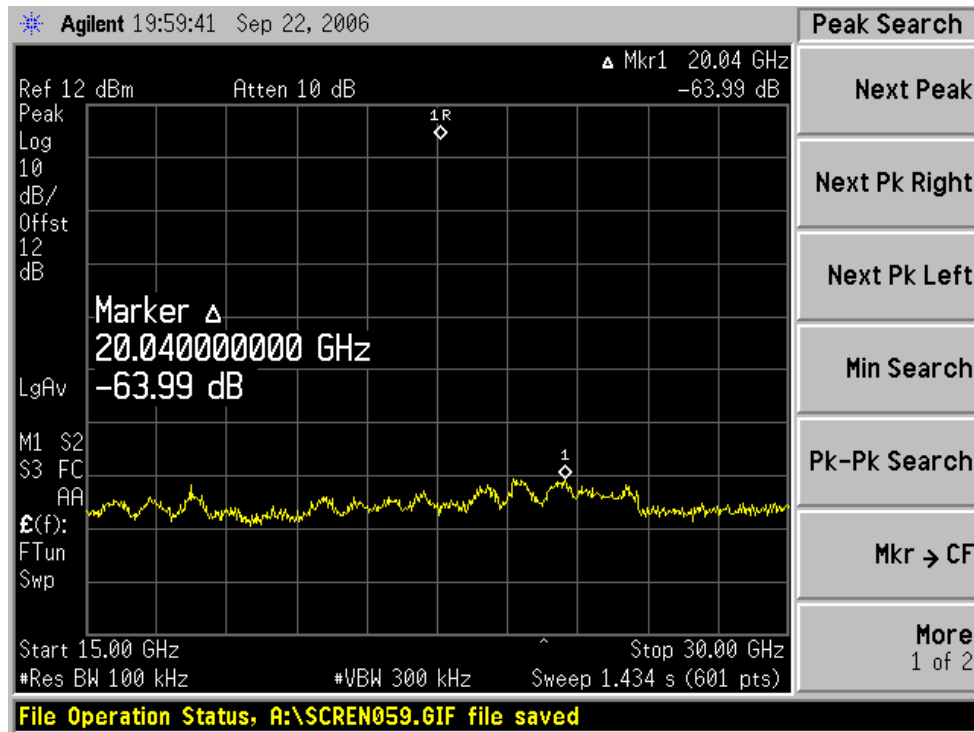 Agilent 19:59:41 Sep 22, 2006
Peak Search
Δ Mkr1 20.04 GHz
Ref 12 dBm Atten 10 dB -63.99 dB
Peak
Log
10
dB/
Offst
12
dB
1R
Marker Δ
20.040000000 GHz
-63.99 dB
LgAv
1
M1 S2
S3 FC
AA
£(f):
FTun
Swp
Start 15.00 GHz ^ Stop 30.00 GHz
#Res BW 100 kHz #VBW 300 kHz Sweep 1.434 s (601 pts)
File Operation Status, A:\SCREN059.GIF file saved
Next Peak
Next Pk Right
Next Pk Left
Min Search
Pk-Pk Search
Mkr → CF
More
1 of 2